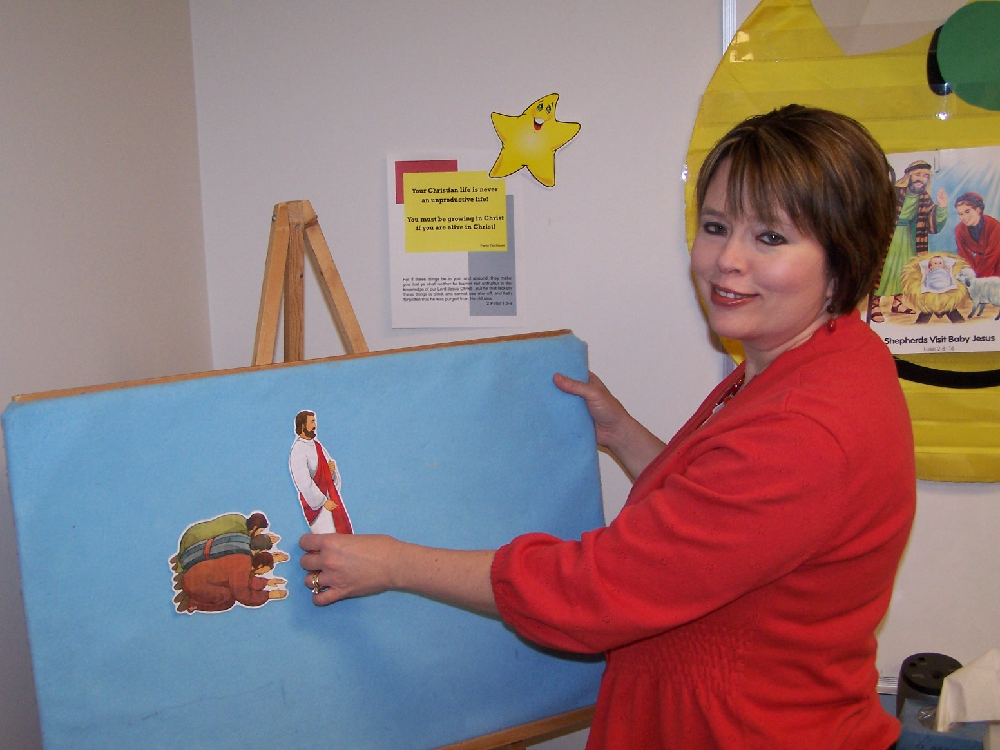 Your Christian life is never
an unproductive life!
You must be growing in Christ
if you are alive in Christ!
Pastor Tim Daniel
For if these things be in you, and abound, they make
you that ye shall neither be barren nor unfruitful in the
knowledge of our Lord Jesus Christ. But he that lacketh
these things is blind, and cannot see afar off, and hath
forgotten that he was purged from his old sins.
2 Peter 1:8-9
Shepherds Visit Baby Jesus
Luke 2:8–16